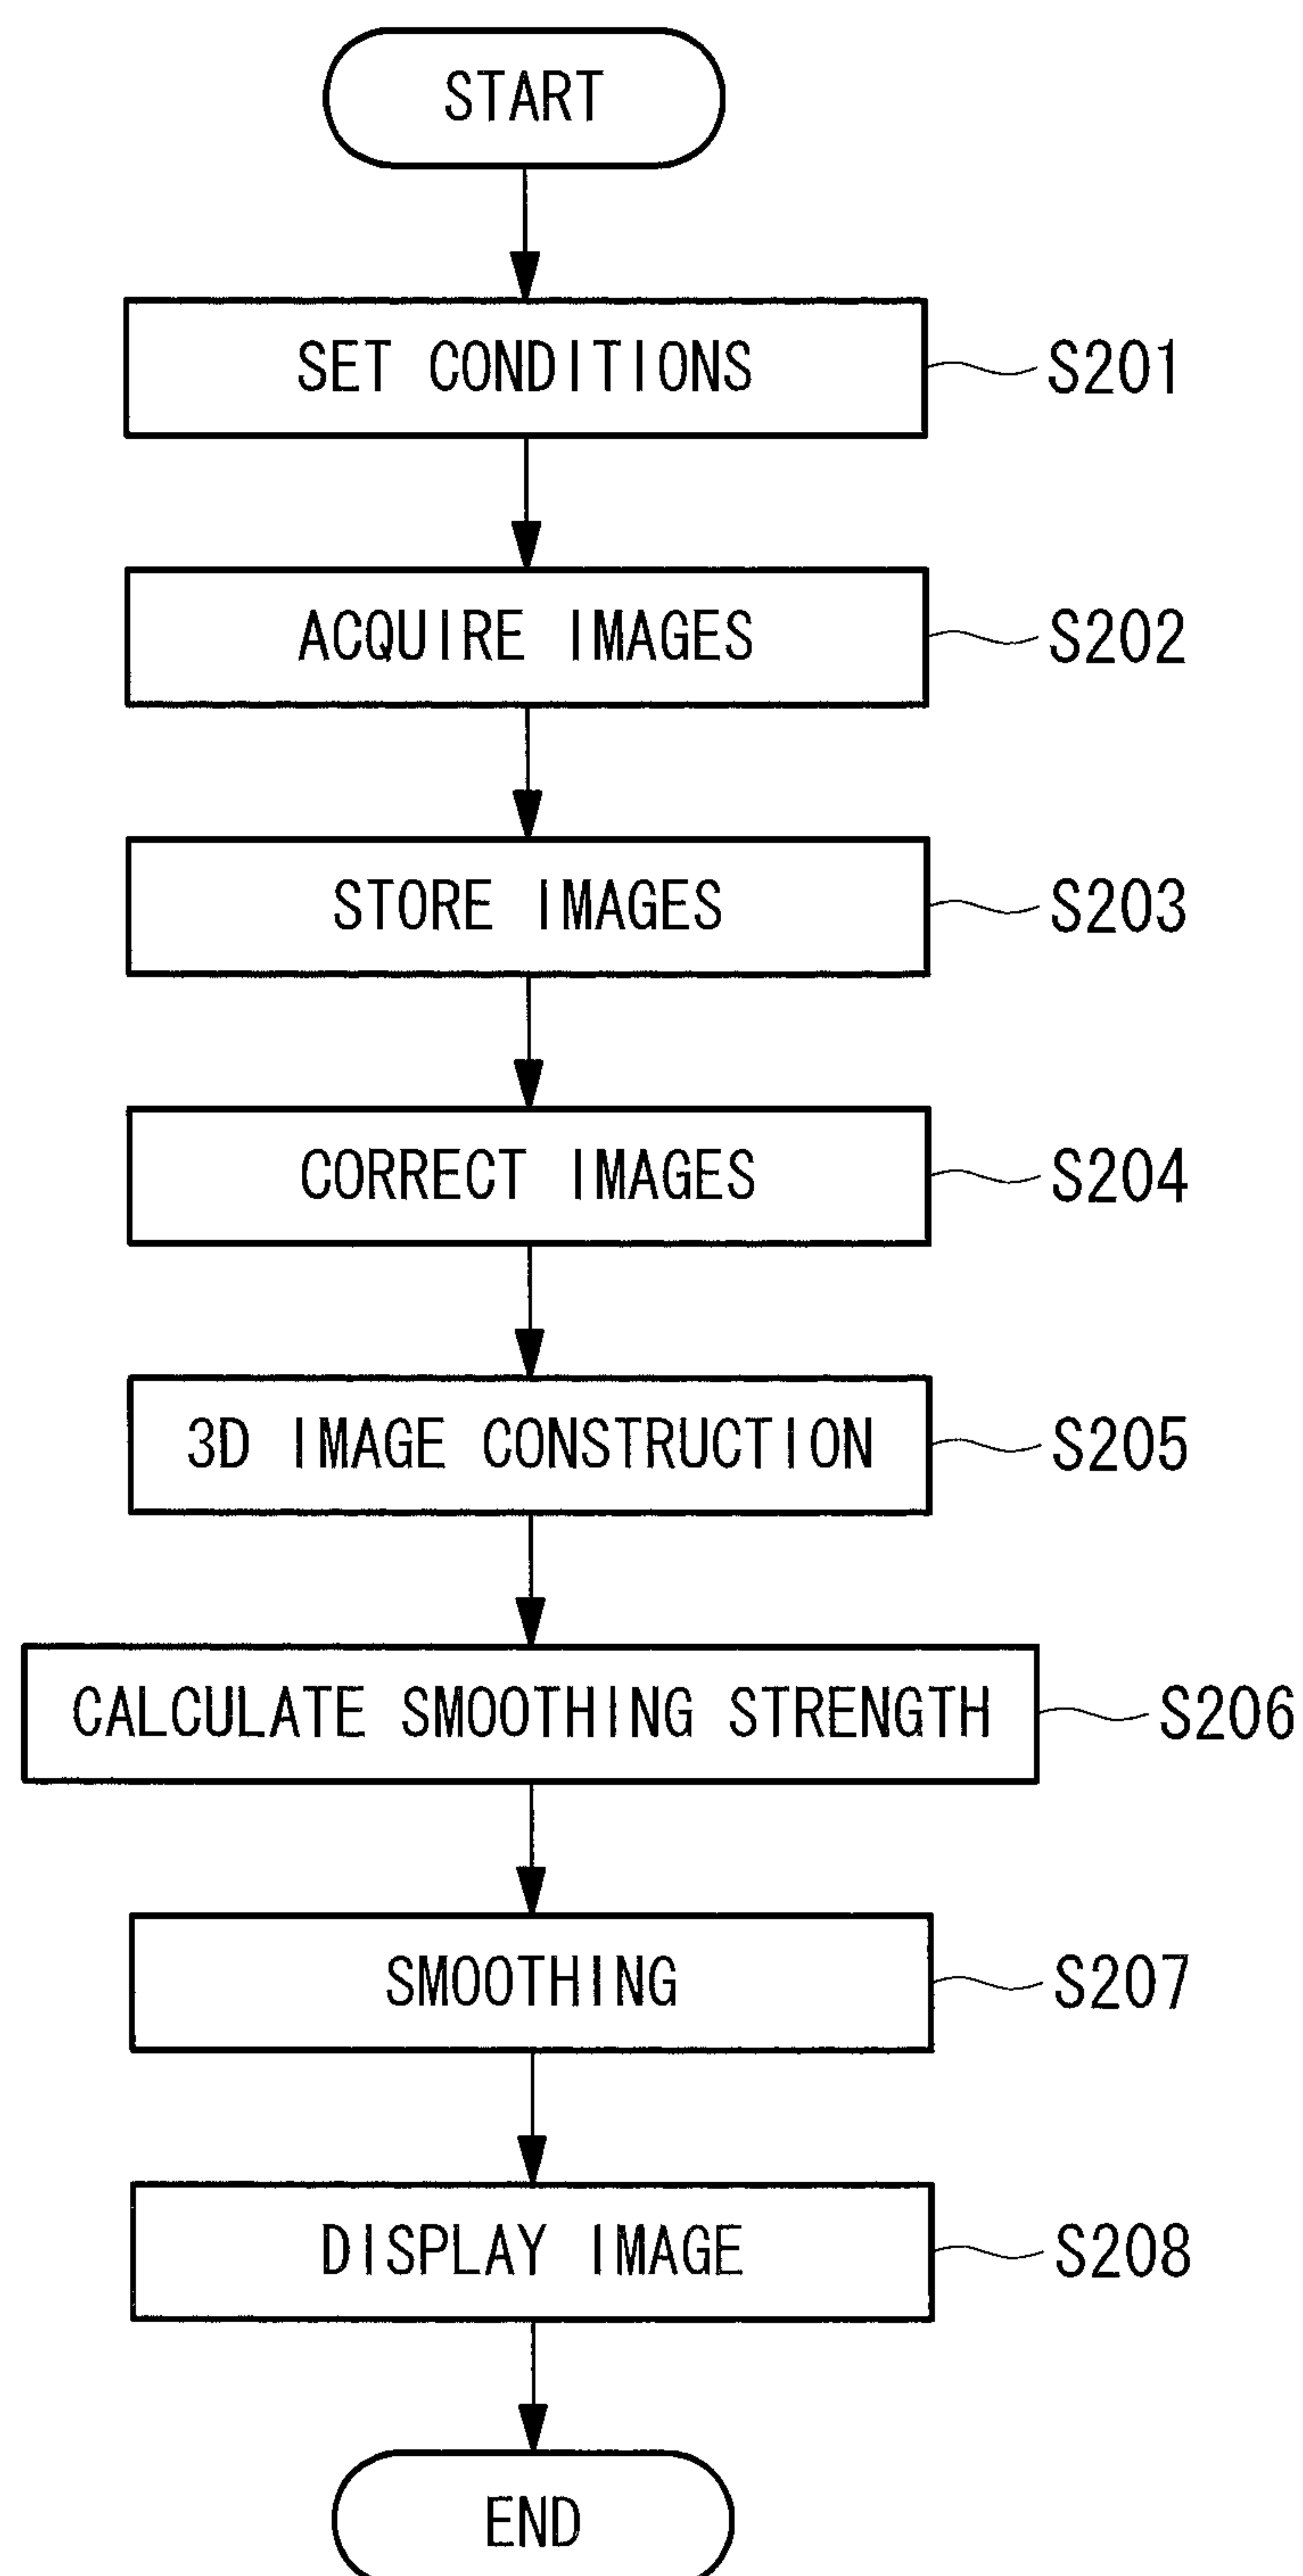 START
SET CONDITIONS S201
ACQUIRE IMAGES S202
STORE IMAGES S203
CORRECT IMAGES S204
3D IMAGE CONSTRUCTION S205
CALCULATE SMOOTHING STRENGTH S206
SMOOTHING S207
DISPLAY IMAGE S208
END